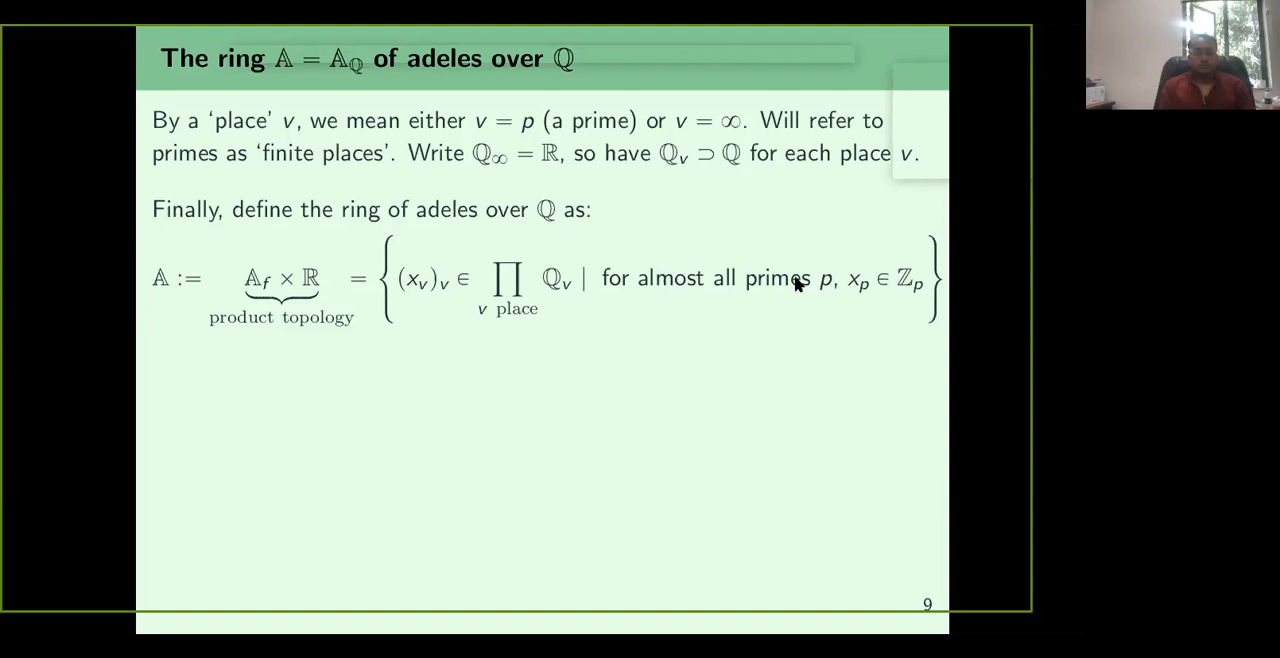 The ring 𝔸 = 𝔸_ℚ of adeles over ℚ
By a ‘place’ v, we mean either v = p (a prime) or v = ∞. Will refer to
primes as ‘finite places’. Write ℚ_∞ = ℝ, so have ℚ_v ⊃ ℚ for each place v.
Finally, define the ring of adeles over ℚ as:
𝔸 := 𝔸_f × ℝ = { (x_v)_v ∈ ∏ ℚ_v | for almost all primes p, x_p ∈ ℤ_p }
product topology v place
9